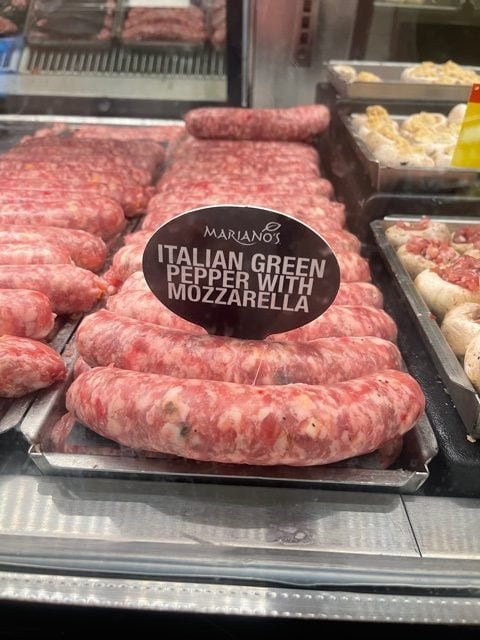 MARIANO'S
ITALIAN GREEN
PEPPER WITH
MOZZARELLA